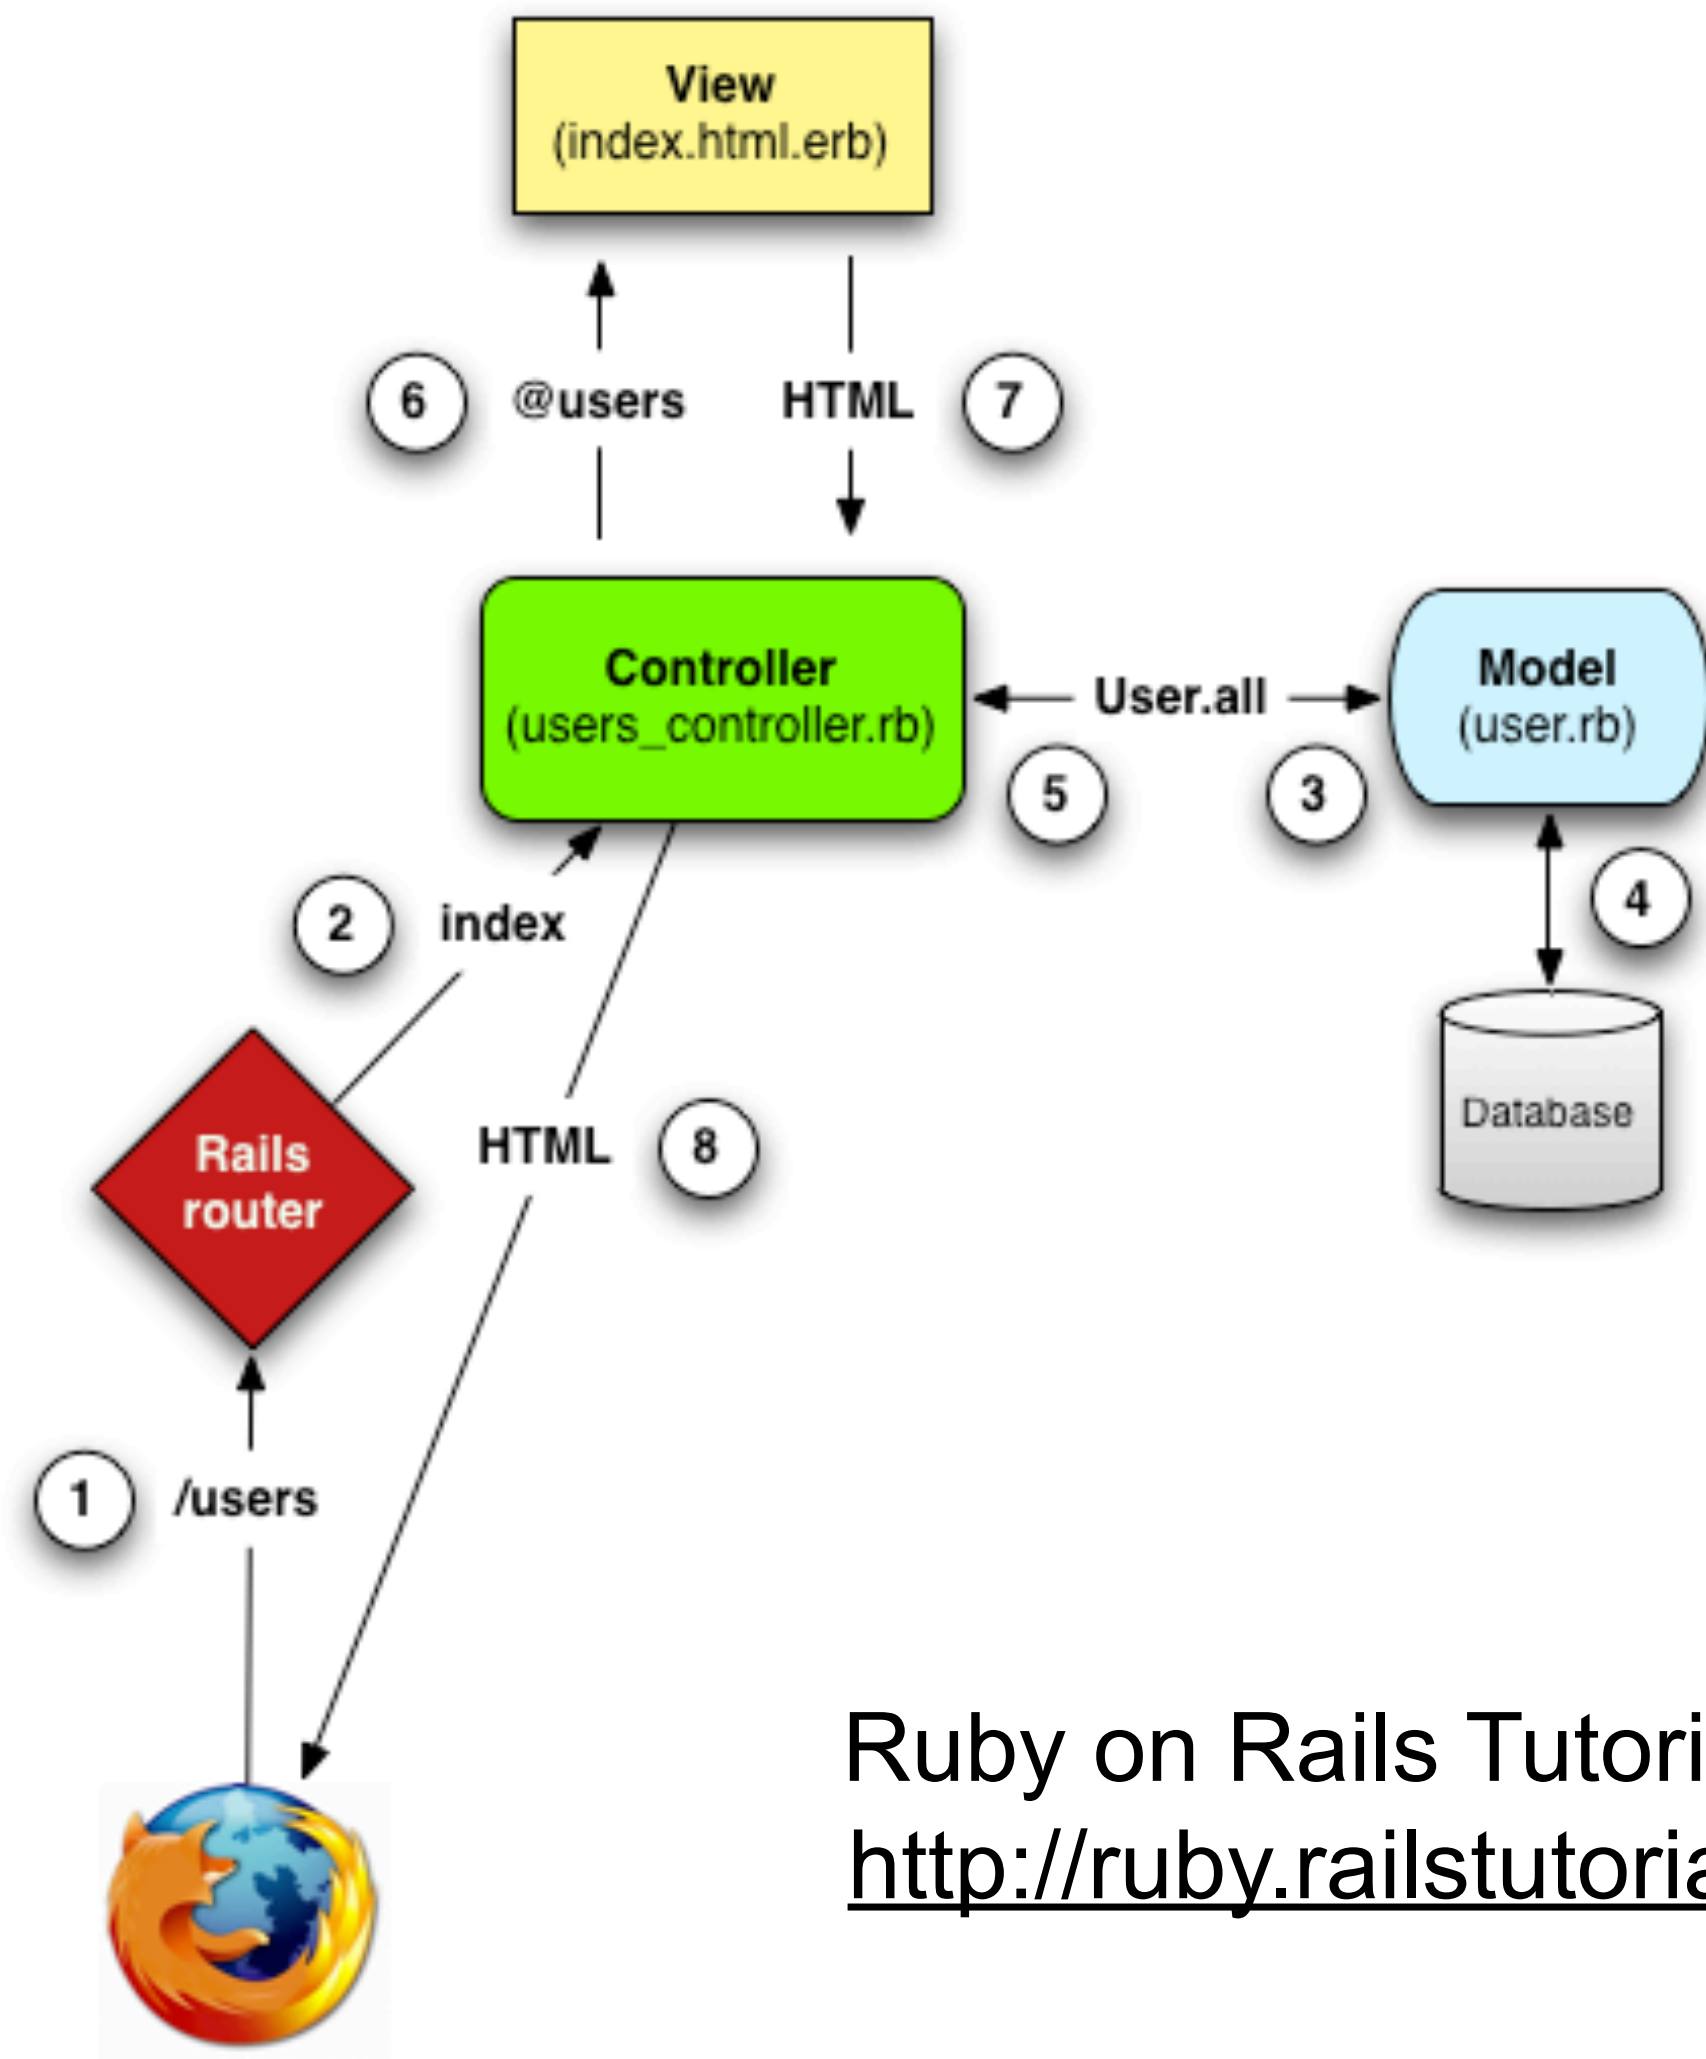 View
(index.html.erb)
6 @users HTML 7
Controller
(users_controller.rb)
User.all
Model
(user.rb)
5 3
4
2 index
Database
Rails
router
HTML 8
1 /users
Ruby on Rails Tutori
http://ruby.railstutoria